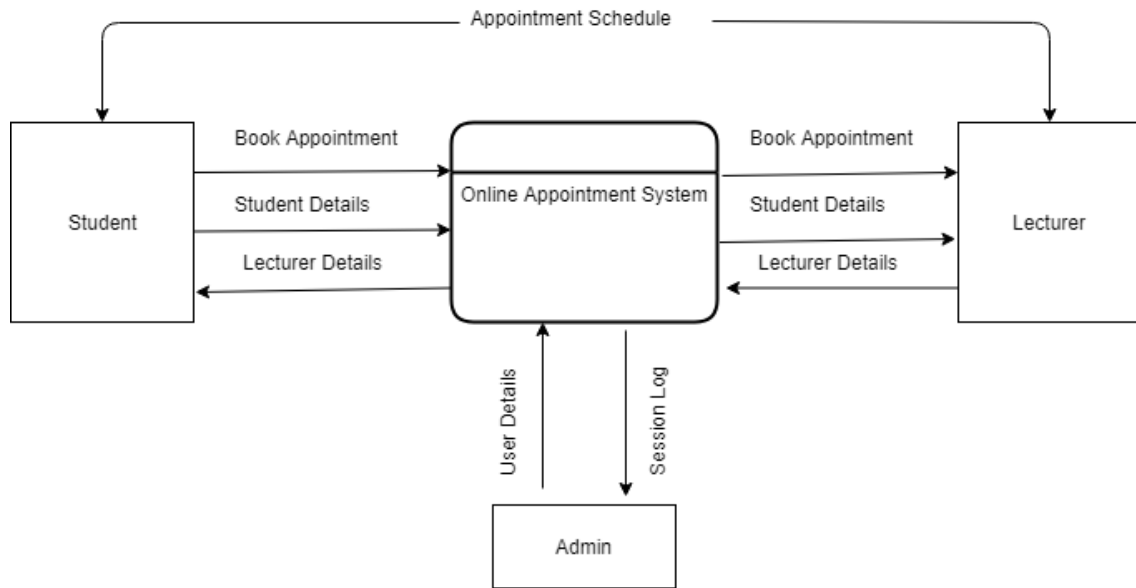 Appointment Schedule
Book Appointment
Book Appointment
Online Appointment System
Student Details
Student Details
Student
Lecturer
Lecturer Details
Lecturer Details
User Details
Session Log
Admin